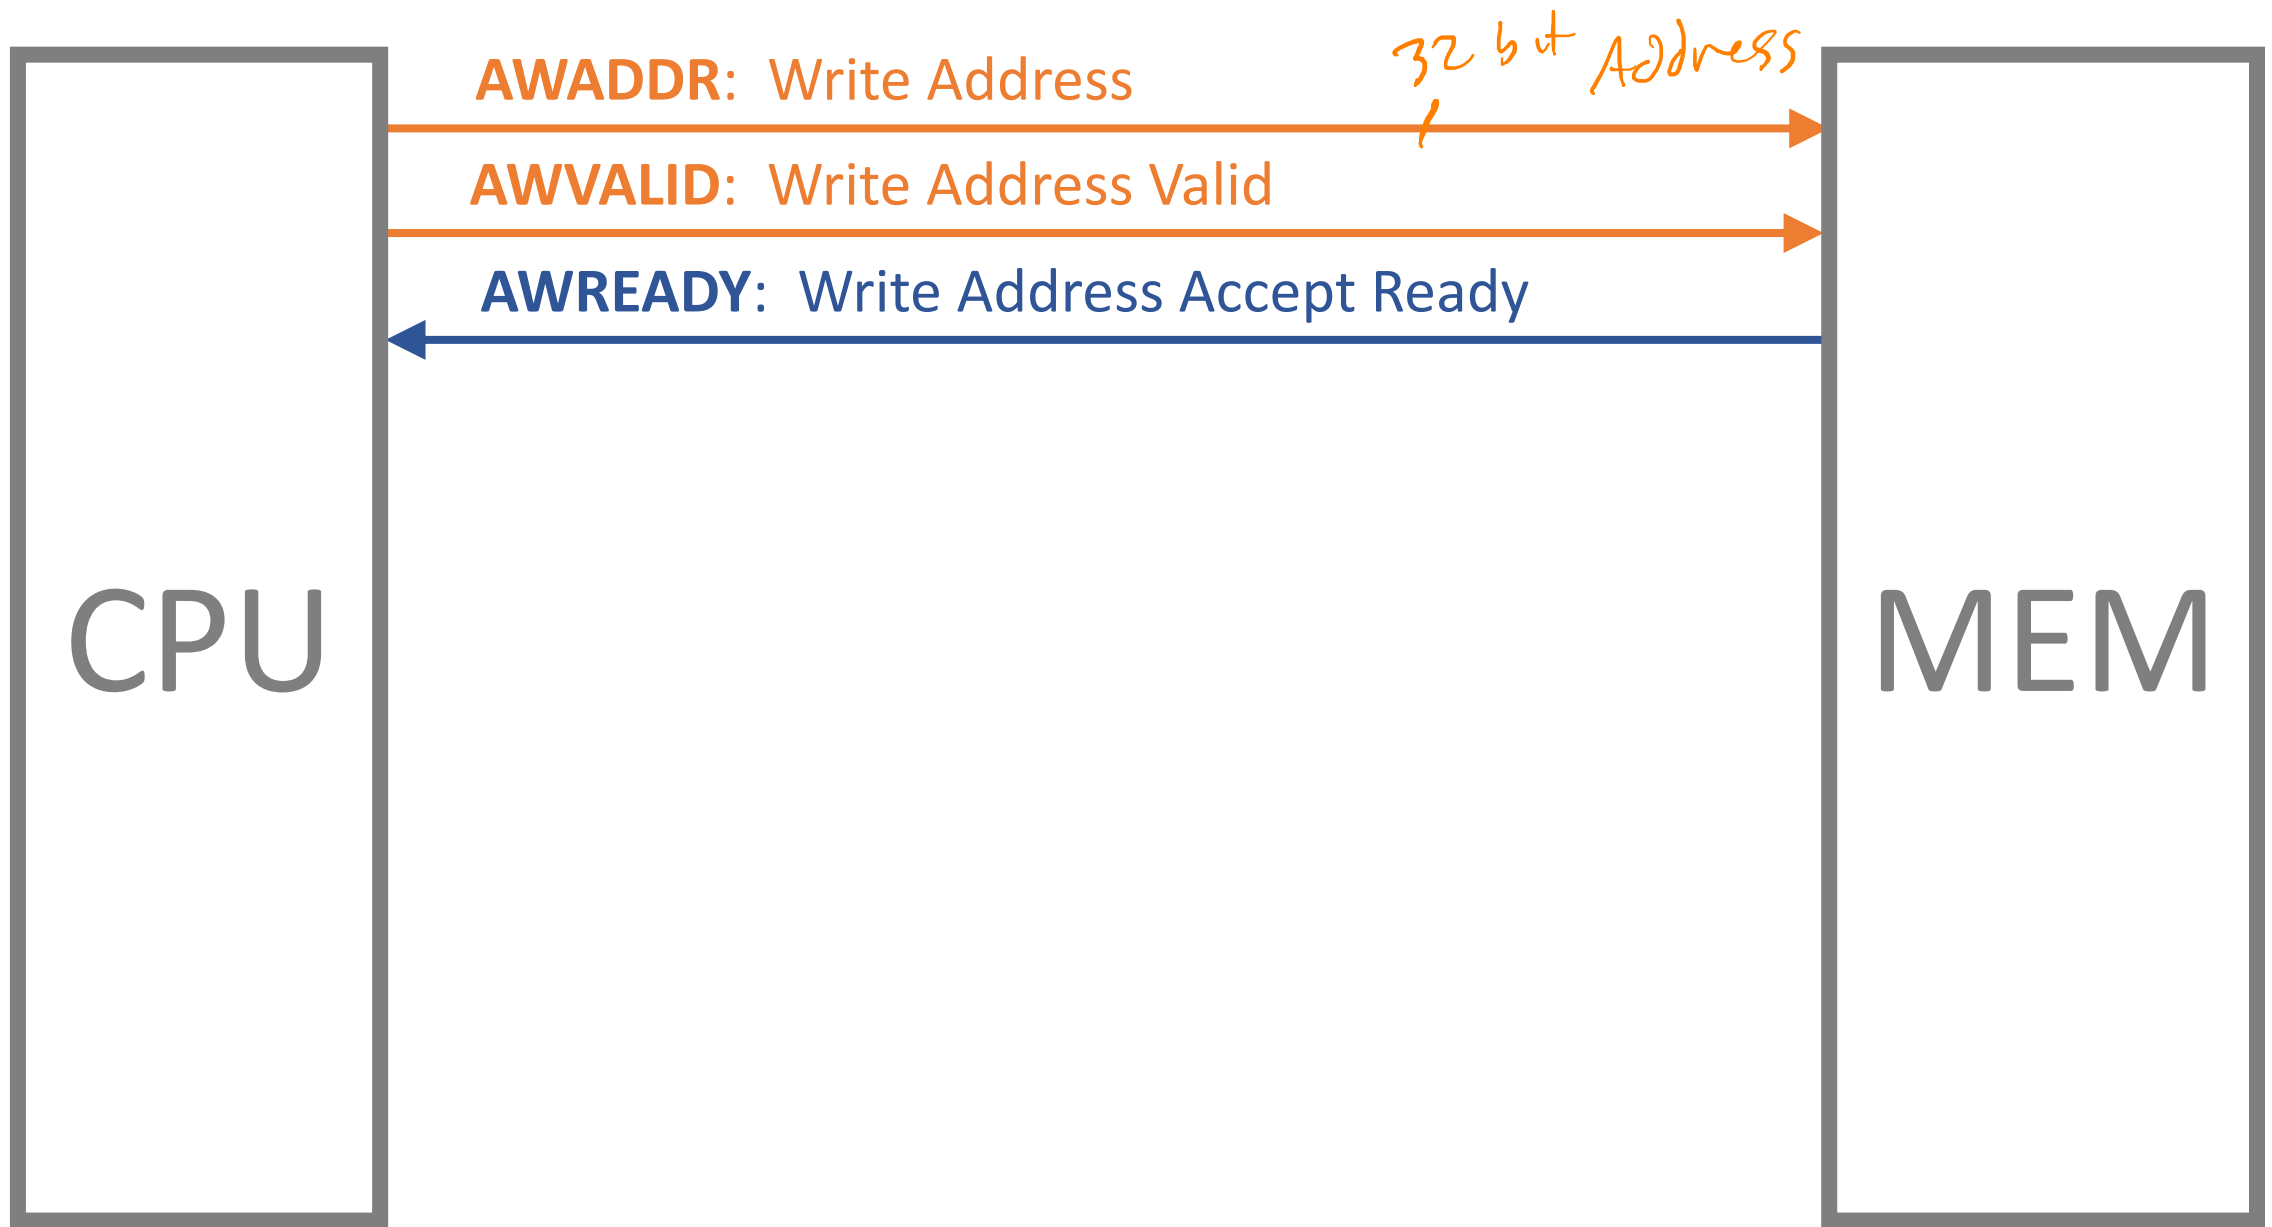 32 bit Address
AWADDR: Write Address
AWVALID: Write Address Valid
AWREADY: Write Address Accept Ready
CPU
MEM